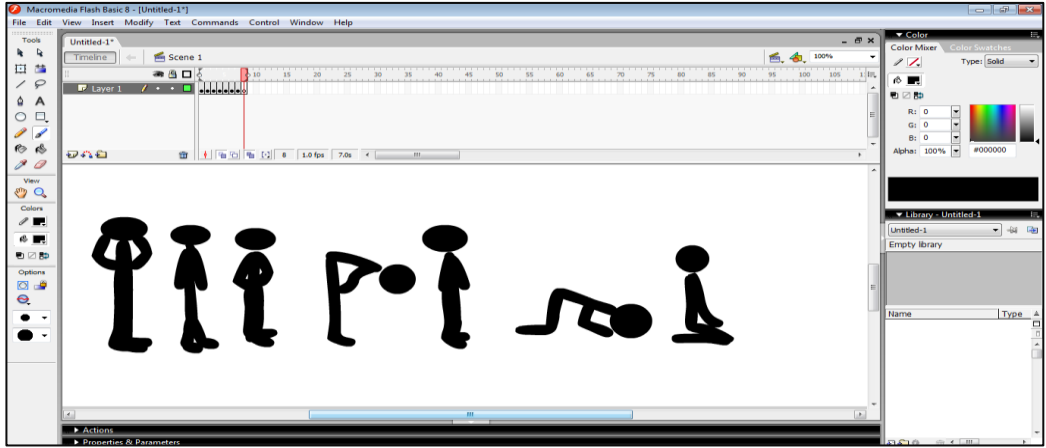 Macromedia Flash Basic 8 - [Untitled-1*]
File Edit View Insert Modify Text Commands Control Window Help
Tools
View
Colors
Options
Untitled-1*
Timeline
Scene 1
100%
5 10 15 20 25 30 35 40 45 50 55 60 65 70 75 80 85 90 95 100 105
Layer 1
8 1.0 fps 7.0s
Actions
Properties & Parameters
Color
Color Mixer Color Swatches
Type: Solid
R: 0
G: 0
B: 0
Alpha: 100% #000000
Library - Untitled-1
Untitled-1
Empty library
Name Type